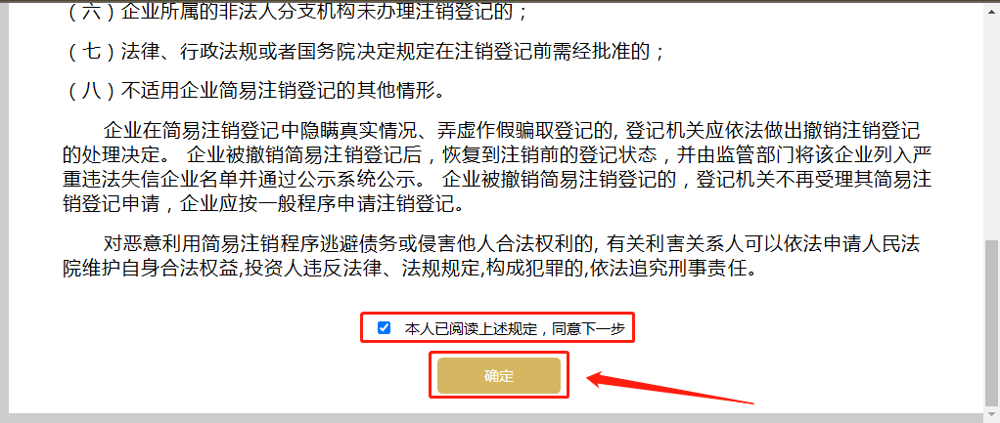 （六）企业所属的非法人分支机构未办理注销登记的；
（七）法律、行政法规或者国务院决定规定在注销登记前需经批准的；
（八）不适用企业简易注销登记的其他情形。
企业在简易注销登记中隐瞒真实情况、弄虚作假骗取登记的, 登记机关应依法做出撤销注销登记
的处理决定。 企业被撤销简易注销登记后，恢复到注销前的登记状态，并由监管部门将该企业列入严
重违法失信企业名单并通过公示系统公示。 企业被撤销简易注销登记的，登记机关不再受理其简易注
销登记申请，企业应按一般程序申请注销登记。
对恶意利用简易注销程序逃避债务或侵害他人合法权利的, 有关利害关系人可以依法申请人民法
院维护自身合法权益,投资人违反法律、法规规定,构成犯罪的,依法追究刑事责任。
本人已阅读上述规定，同意下一步
确定